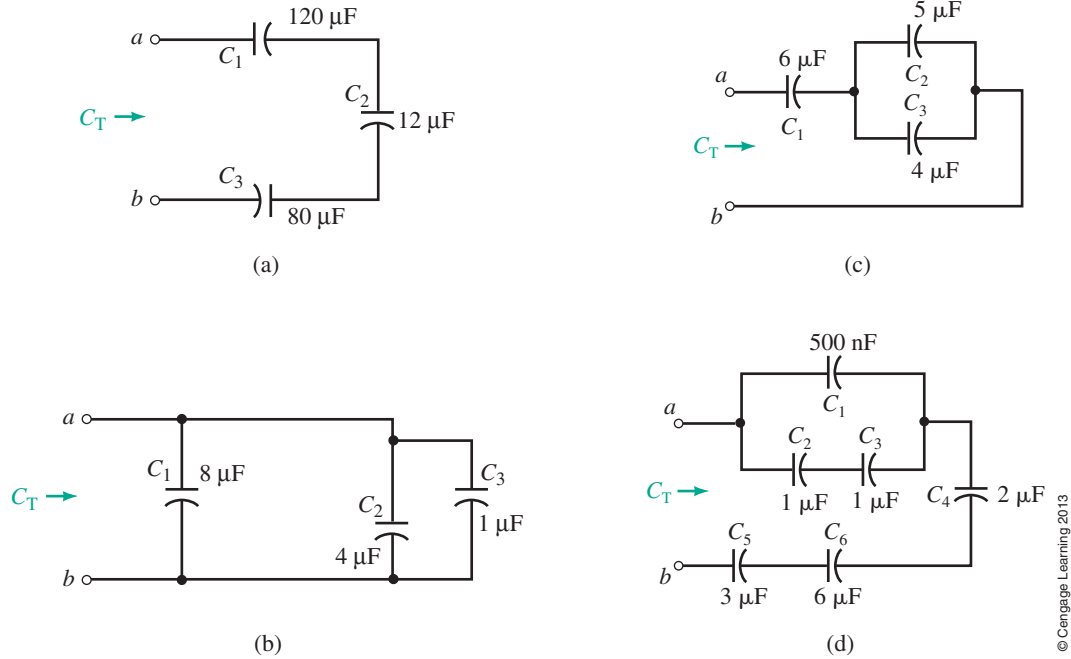 120 μF
a
C1
C2
12 μF
CT
C3
b
80 μF
(a)
5 μF
6 μF
a
C2
C3
C1
CT
4 μF
b
(c)
a
C1 8 μF
C3
CT
C2
1 μF
4 μF
b
(b)
500 nF
a
C1
C2 C3
CT
1 μF 1 μF C4 2 μF
C5 C6
b
3 μF 6 μF
(d)
© Cengage Learning 2013